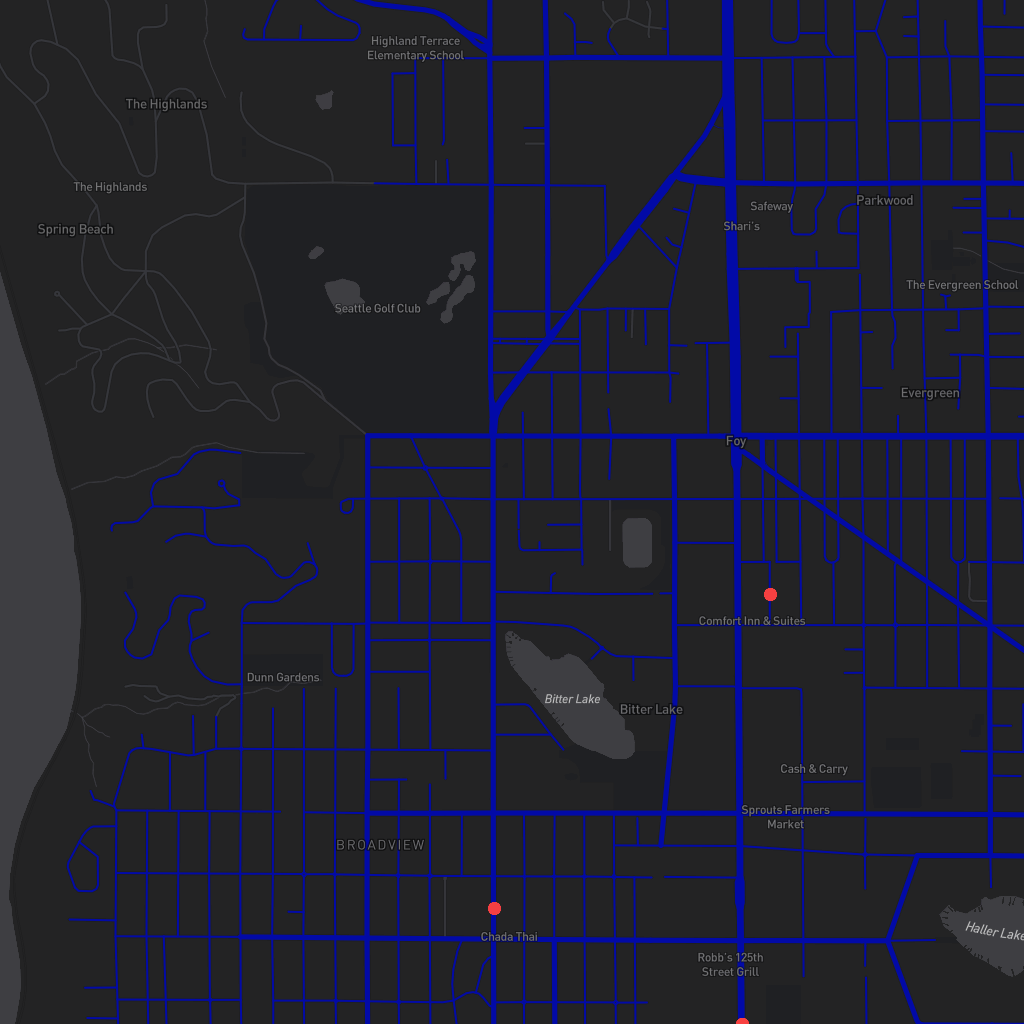 Highland Terrace
Elementary School
The Highlands
The Highlands
Safeway
Parkwood
Spring Beach
Shari's
The Evergreen School
Seattle Golf Club
Evergreen
Foy
Comfort Inn & Suites
Dunn Gardens
Bitter Lake
Bitter Lake
Cash & Carry
Sprouts Farmers
Market
BROADVIEW
Haller Lake
Chada Thai
Robb's 125th
Street Grill